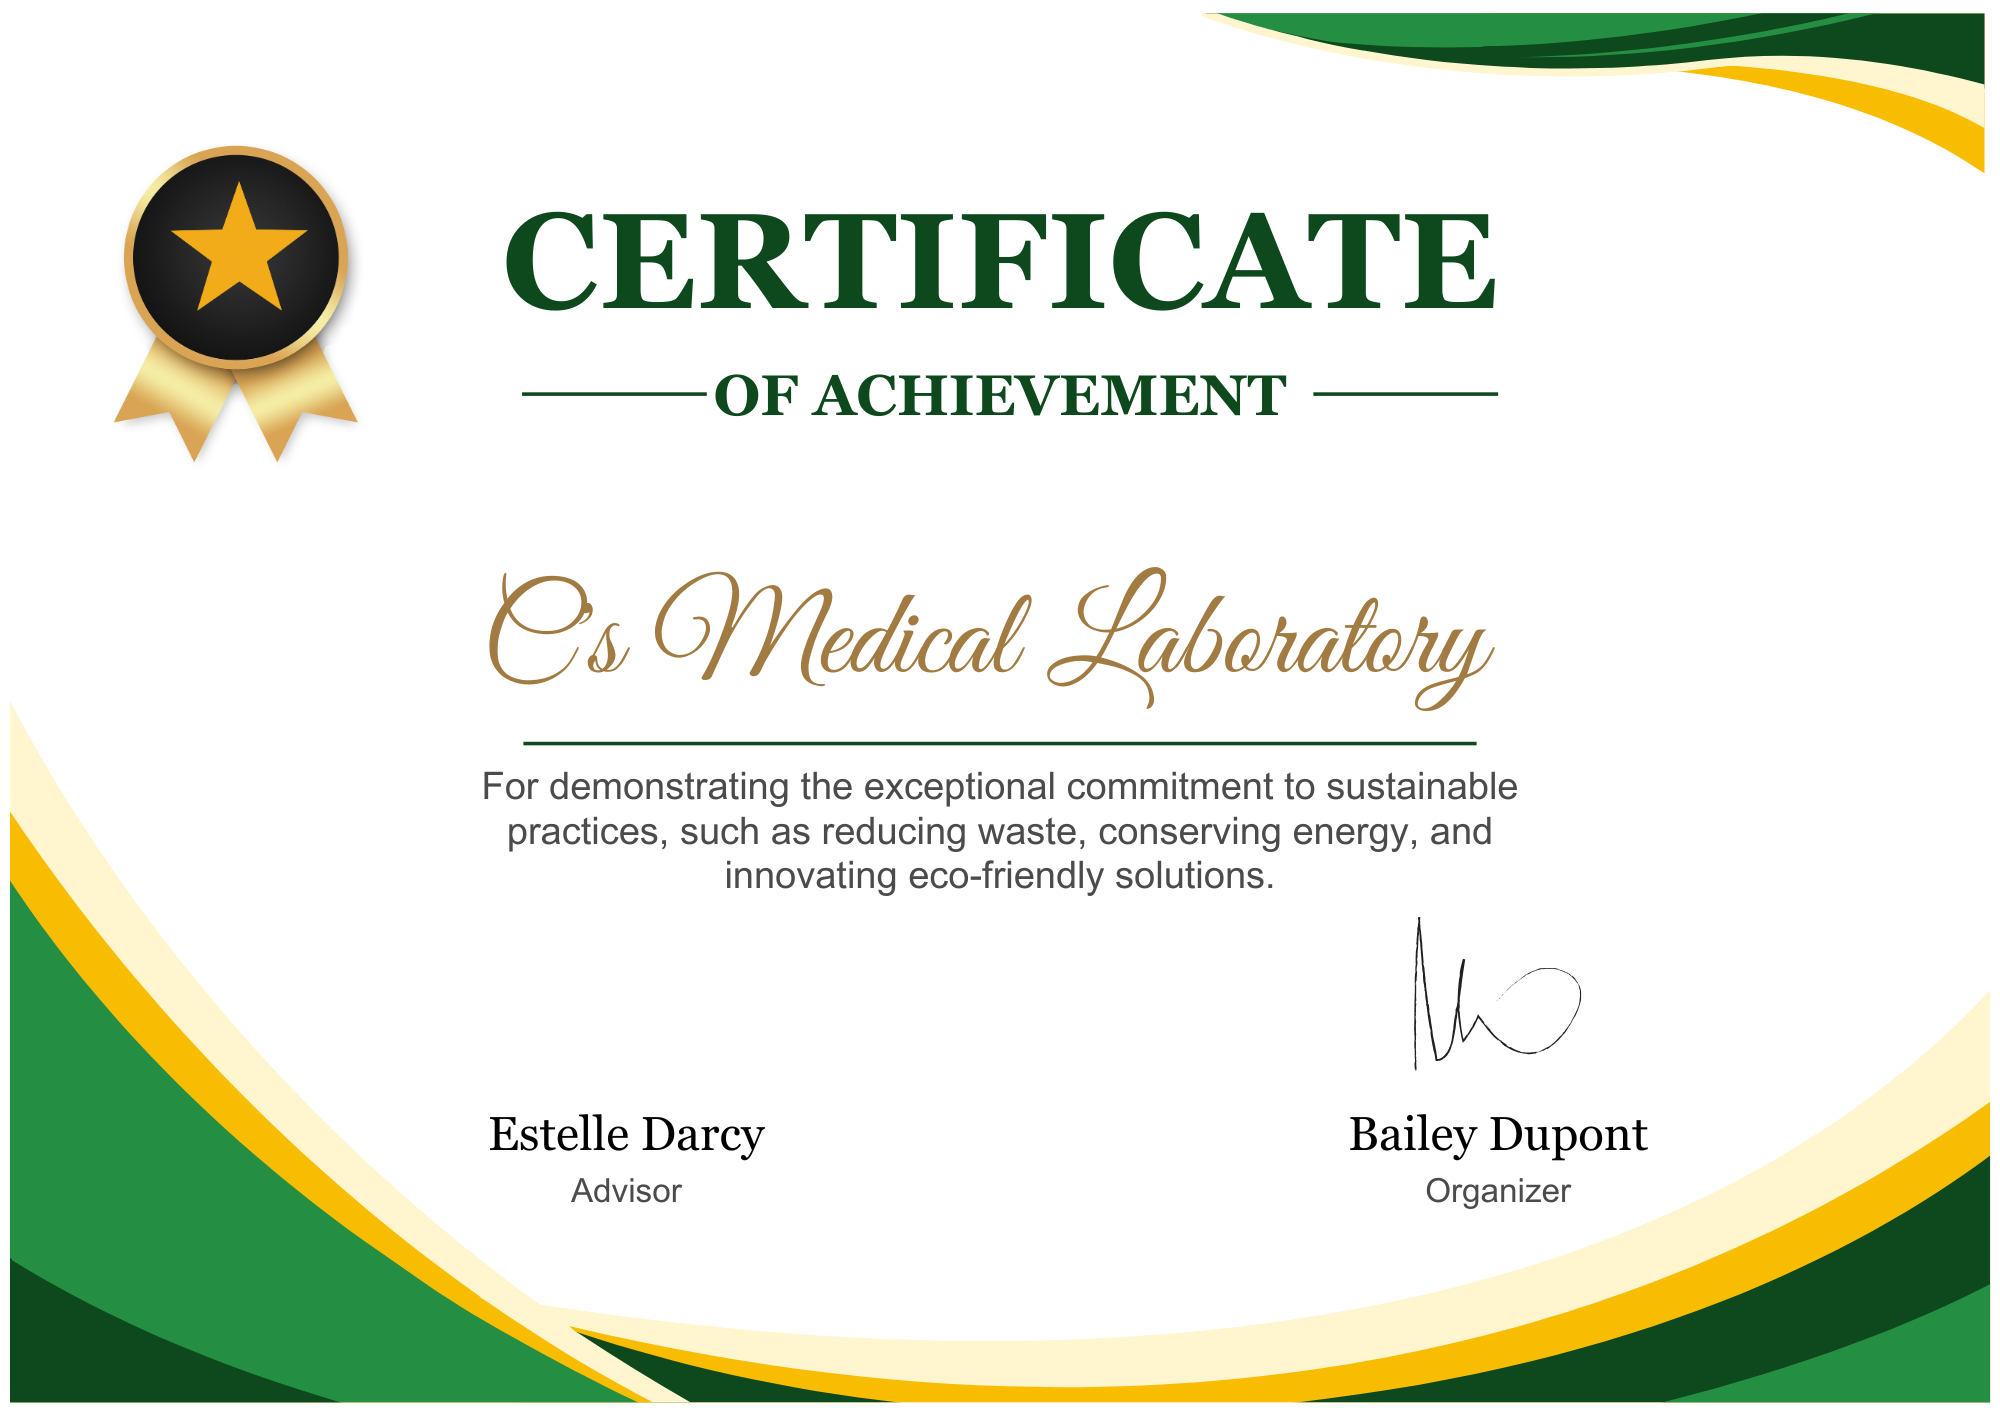 CERTIFICATE
OF ACHIEVEMENT
C's Medical Laboratory
For demonstrating the exceptional commitment to sustainable
practices, such as reducing waste, conserving energy, and
innovating eco-friendly solutions.
Estelle Darcy
Bailey Dupont
Advisor
Organizer